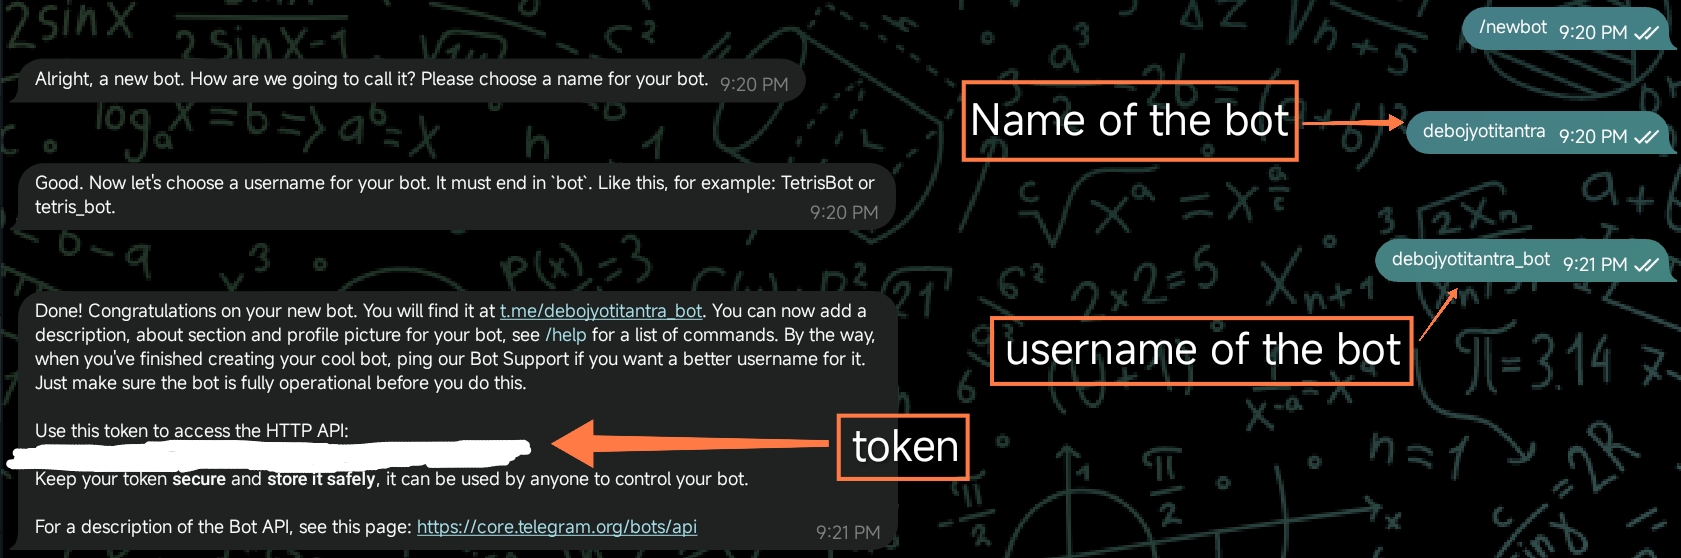 /newbot 9:20 PM
Alright, a new bot. How are we going to call it? Please choose a name for your bot. 9:20 PM
Name of the bot
debojyotitantra 9:20 PM
Good. Now let's choose a username for your bot. It must end in `bot`. Like this, for example: TetrisBot or
tetris_bot.
9:20 PM
debojyotitantra_bot 9:21 PM
username of the bot
Done! Congratulations on your new bot. You will find it at t.me/debojyotitantra_bot. You can now add a
description, about section and profile picture for your bot, see /help for a list of commands. By the way,
when you've finished creating your cool bot, ping our Bot Support if you want a better username for it.
Just make sure the bot is fully operational before you do this.
Use this token to access the HTTP API:
token
Keep your token secure and store it safely, it can be used by anyone to control your bot.
For a description of the Bot API, see this page: https://core.telegram.org/bots/api
9:21 PM